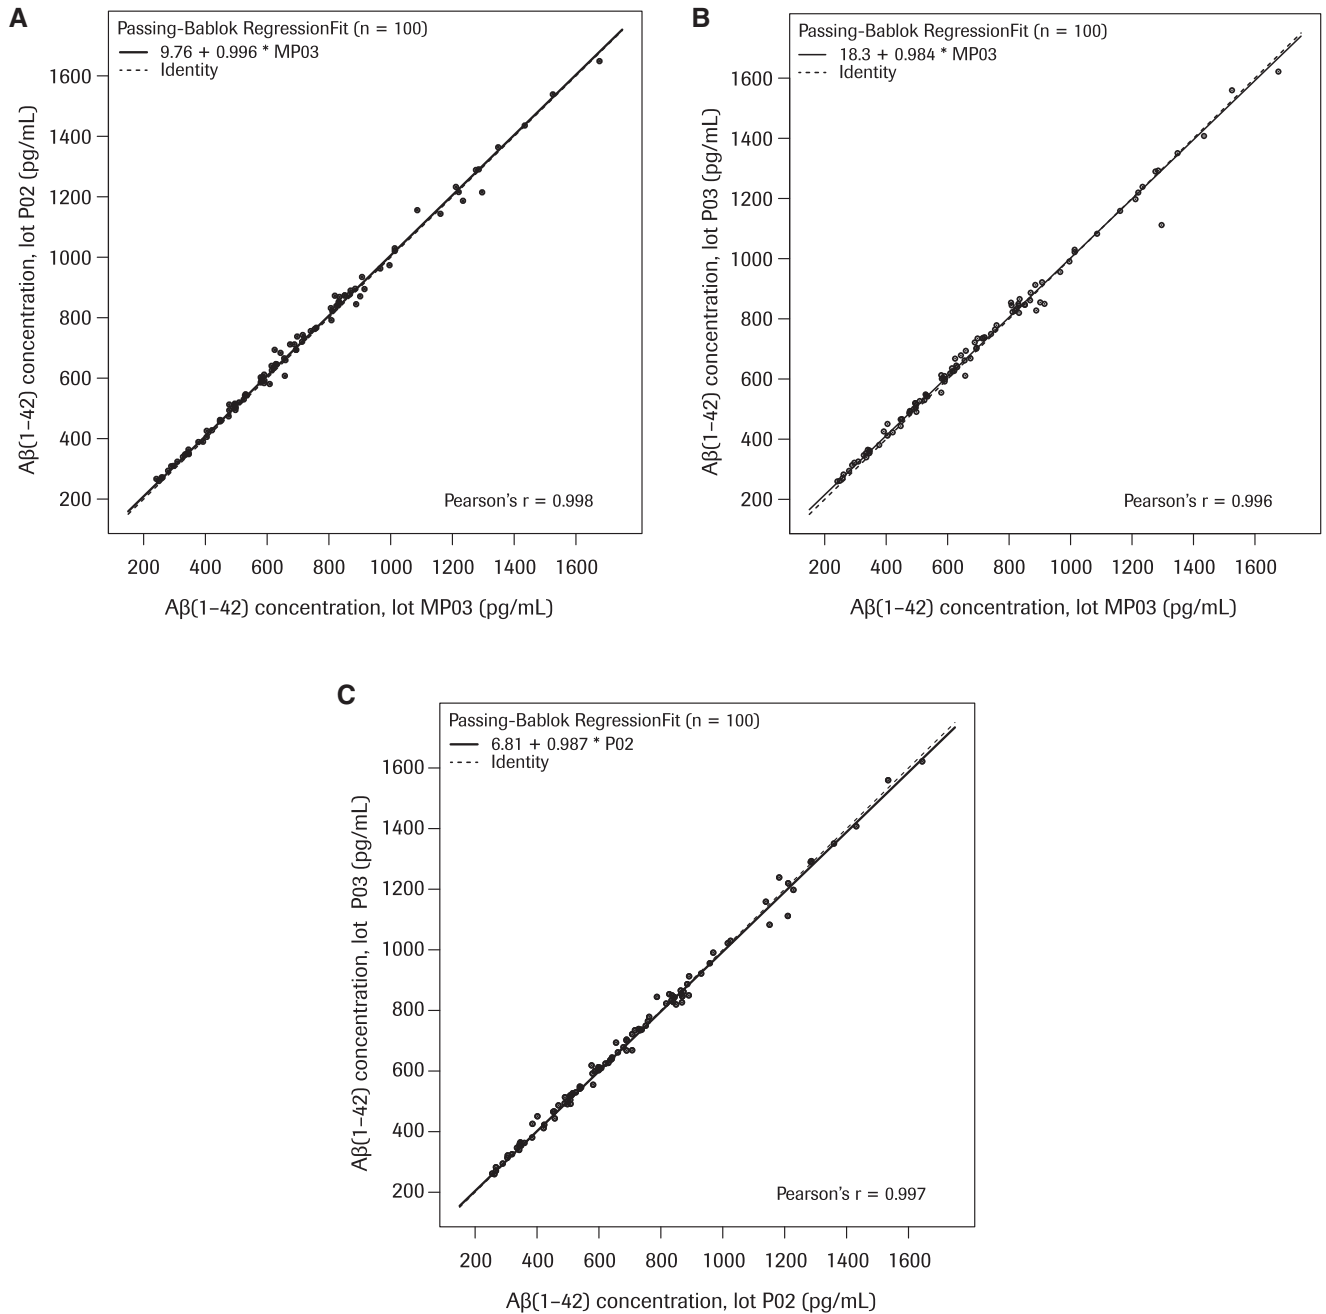 A
Passing-Bablok RegressionFit (n = 100)
9.76 + 0.996 * MP03
Identity
Aβ(1–42) concentration, lot P02 (pg/mL)
1600
1400
1200
1000
800
600
400
200
Pearson's r = 0.998
200 400 600 800 1000 1200 1400 1600
Aβ(1–42) concentration, lot MP03 (pg/mL)
B
Passing-Bablok RegressionFit (n = 100)
18.3 + 0.984 * MP03
Identity
Aβ(1–42) concentration, lot P03 (pg/mL)
1600
1400
1200
1000
800
600
400
200
Pearson's r = 0.996
200 400 600 800 1000 1200 1400 1600
Aβ(1–42) concentration, lot MP03 (pg/mL)
C
Passing-Bablok RegressionFit (n = 100)
6.81 + 0.987 * P02
Identity
Aβ(1–42) concentration, lot P03 (pg/mL)
1600
1400
1200
1000
800
600
400
200
Pearson's r = 0.997
200 400 600 800 1000 1200 1400 1600
Aβ(1–42) concentration, lot P02 (pg/mL)